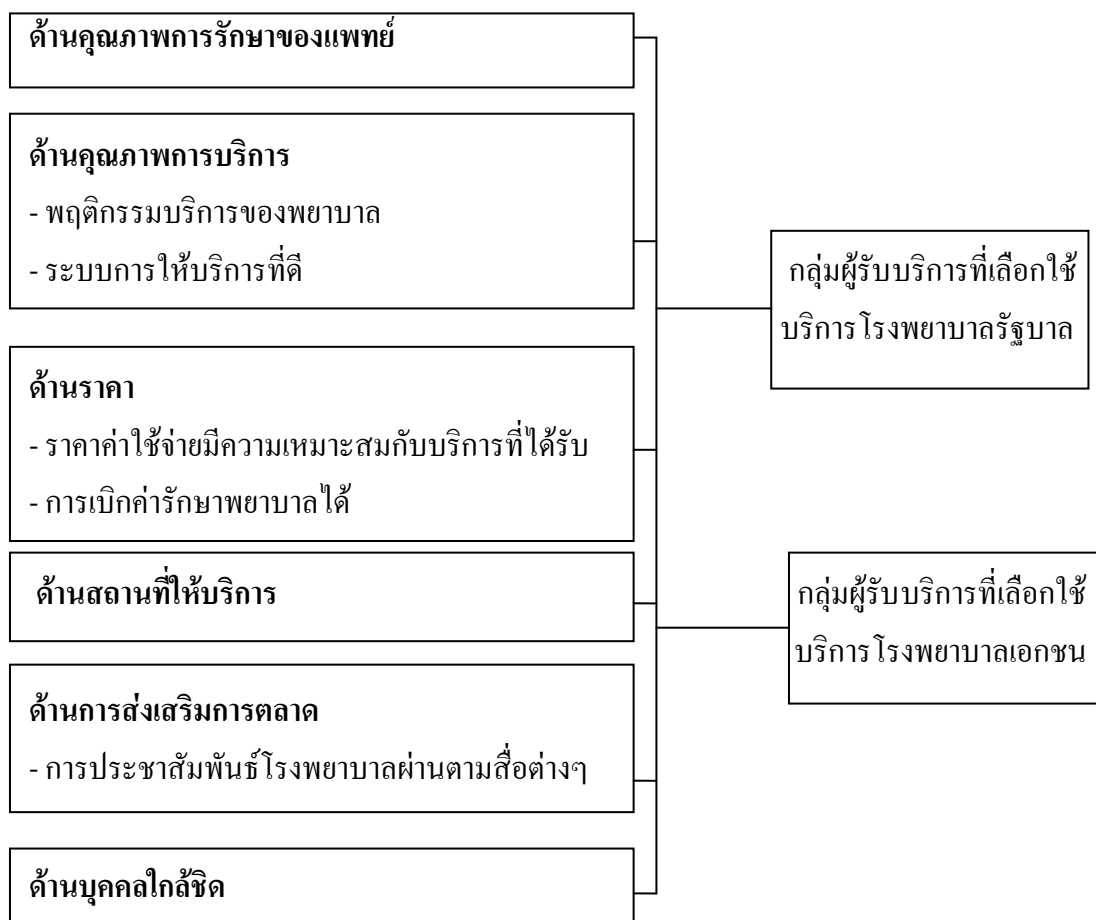 ด้านคุณภาพการรักษาของแพทย์
ด้านคุณภาพการบริการ
- พฤติกรรมบริการของพยาบาล
- ระบบการให้บริการที่ดี
กลุ่มผู้รับบริการที่เลือกใช้
บริการโรงพยาบาลรัฐบาล
ด้านราคา
- ราคาค่าใช้จ่ายมีความเหมาะสมกับบริการที่ได้รับ
- การเบิกค่ารักษาพยาบาลได้
ด้านสถานที่ให้บริการ
กลุ่มผู้รับบริการที่เลือกใช้
บริการโรงพยาบาลเอกชน
ด้านการส่งเสริมการตลาด
- การประชาสัมพันธ์โรงพยาบาลผ่านตามสื่อต่างๆ
ด้านบุคคลใกล้ชิด